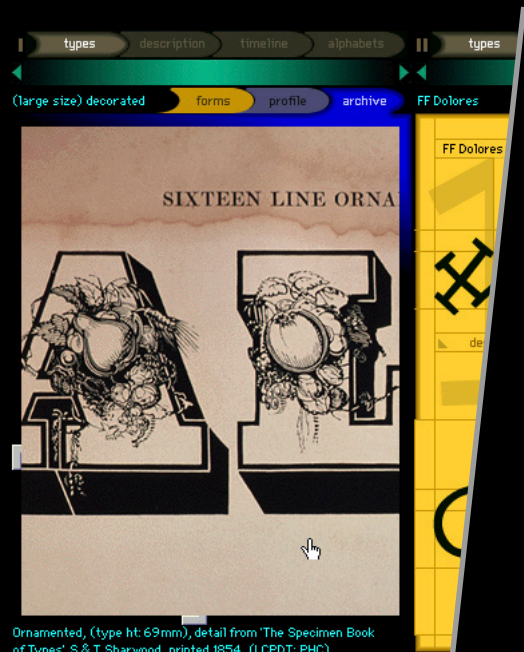 types description timeline alphabets
types
(large size) decorated forms profile archive
FF Dolores
FF Dolores
SIXTEEN LINE ORNA
A L
de
Ornamented, (type ht: 69mm), detail from 'The Specimen Book
of Types' S & T Sharwood, printed 1854, (LCPDT: PHC)